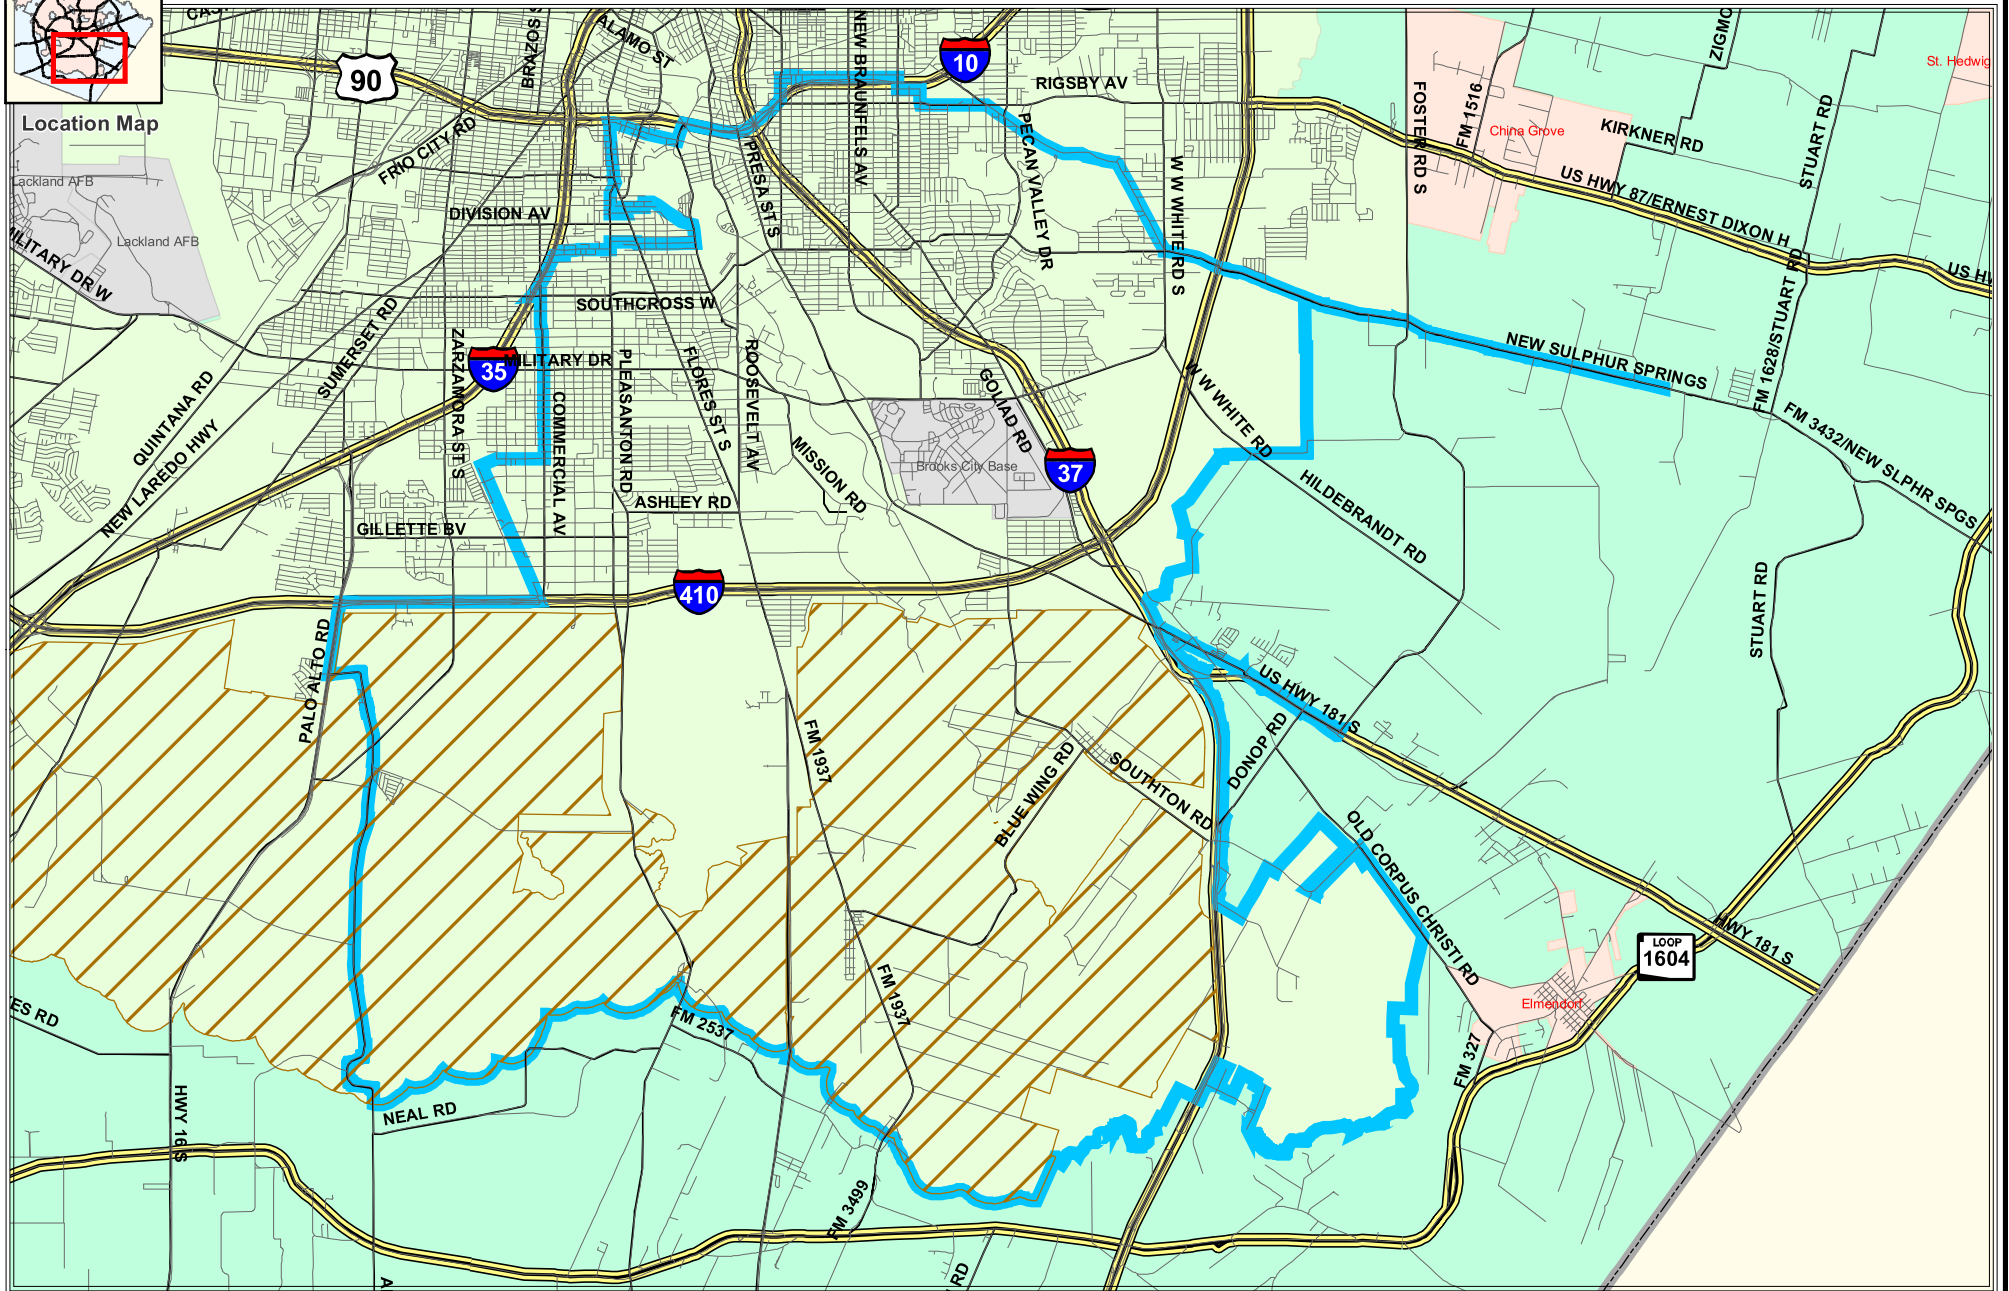 CAS
BRAZOS S
ALAMO ST
NEW BRAUNFELS AV
10
RIGSBY AV
90
Location Map
FRIO CITY RD
PRESA ST S
PECAN VALLEY DR
W W WHITE RD S
FOSTER RD S
FM 1516
China Grove
KIRKNER RD
ZIGMO
STUART RD
St. Hedwig
US HWY 87/ERNEST DIXON H
US HW
Lackland AFB
Lackland AFB
MILITARY DR W
DIVISION AV
SOUTHCROSS W
SUMERSET RD
ZARZAMORA ST S
35
MILITARY DR
PLEASANTON RD
FLORES ST S
ROOSEVELT AV
COMMERCIAL AV
QUINTANA RD
NEW LAREDO HWY
MISSION RD
GOLIAD RD
Brooks City Base
37
W W WHITE RD
HILDEBRANDT RD
NEW SULPHUR SPRINGS
FM 1628/STUART RD
FM 3432/NEW SLPHR SPGS
STUART RD
ASHLEY RD
GILLETTE BV
410
PALO ALTO RD
FM 1937
BLUE WING RD
SOUTHTON RD
DONOP RD
US HWY 181 S
OLD CORPUS CHRISTI RD
HWY 181 S
LOOP
1604
Elmendorf
FM 327
FM 1937
FM 2537
NEAL RD
HWY 16 S
ES RD
FM 3499
A
RD